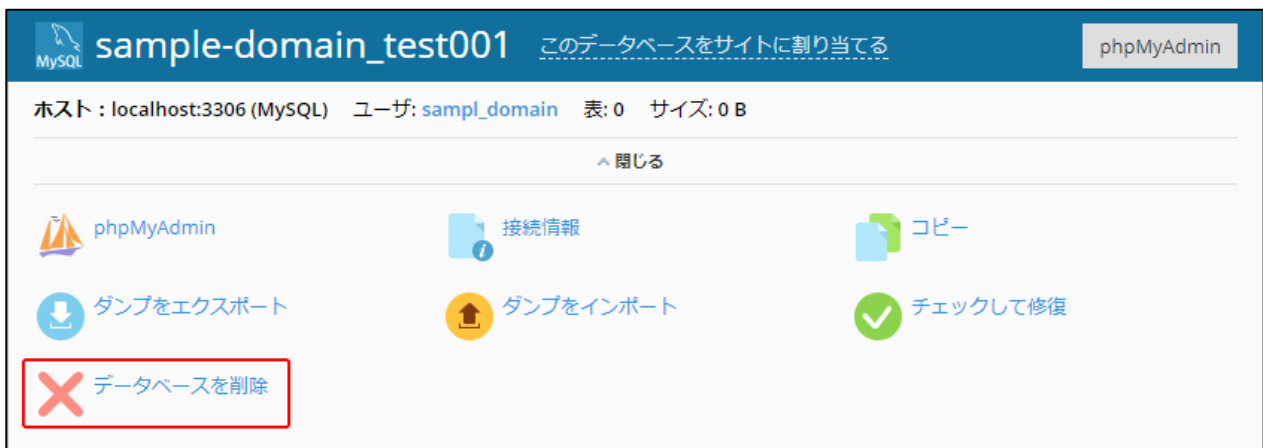 MySQL sample-domain_test001 このデータベースをサイトに割り当てる phpMyAdmin
ホスト : localhost:3306 (MySQL) ユーザ: sampl_domain 表: 0 サイズ: 0 B
閉じる
phpMyAdmin 接続情報 コピー
ダンプをエクスポート ダンプをインポート チェックして修復
データベースを削除